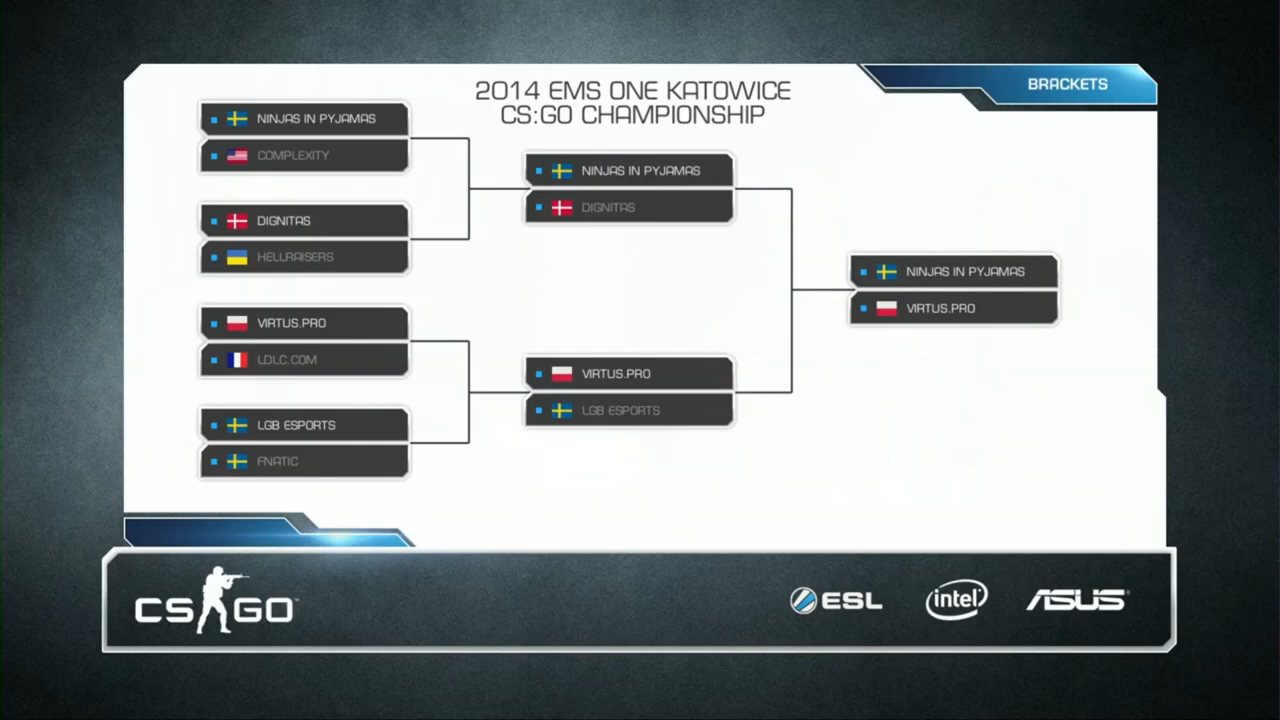 2014 EMS ONE KATOWICE
CS:GO CHAMPIONSHIP
BRACKETS
NINJAS IN PYJAMAS
COMPLEXITY
DIGNITAS
HELLRAISERS
VIRTUS.PRO
LDLC.COM
LGB ESPORTS
FNATIC
NINJAS IN PYJAMAS
DIGNITAS
VIRTUS.PRO
LGB ESPORTS
NINJAS IN PYJAMAS
VIRTUS.PRO
CS GO
ESL
intel
ASUS